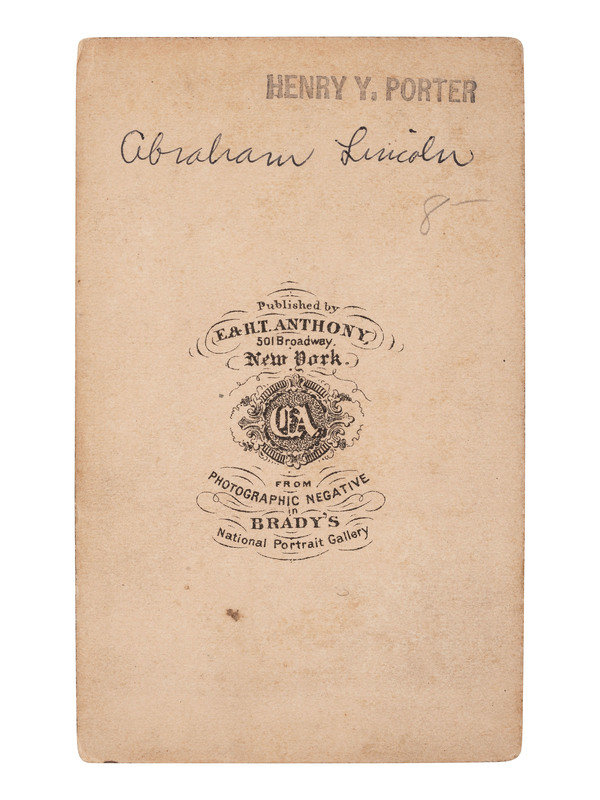 HENRY Y. PORTER
Abraham Lincoln
8—
Published by
E. & H.T. ANTHONY,
501 Broadway.
New York.
EA
FROM
PHOTOGRAPHIC NEGATIVE
in
BRADY'S
National Portrait Gallery